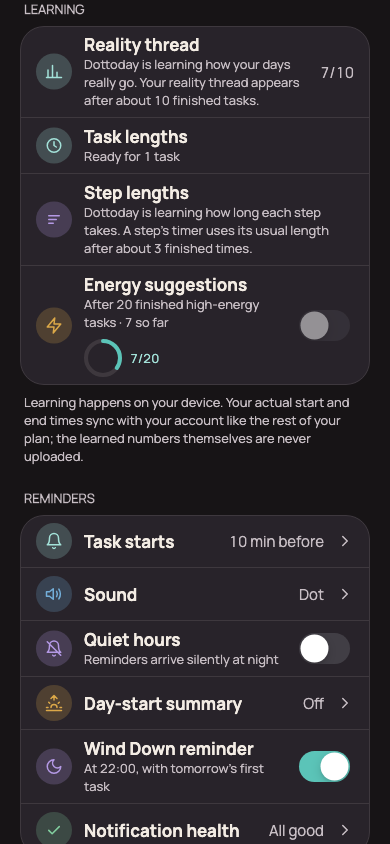 LEARNING
Reality thread
Dottoday is learning how your days
really go. Your reality thread appears
after about 10 finished tasks.
7/10
Task lengths
Ready for 1 task
Step lengths
Dottoday is learning how long each step
takes. A step's timer uses its usual length
after about 3 finished times.
Energy suggestions
After 20 finished high-energy
tasks · 7 so far
7/20
Learning happens on your device. Your actual start and
end times sync with your account like the rest of your
plan; the learned numbers themselves are never
uploaded.
REMINDERS
Task starts
10 min before
Sound
Dot
Quiet hours
Reminders arrive silently at night
Day-start summary
Off
Wind Down reminder
At 22:00, with tomorrow's first
task
Notification health
All good